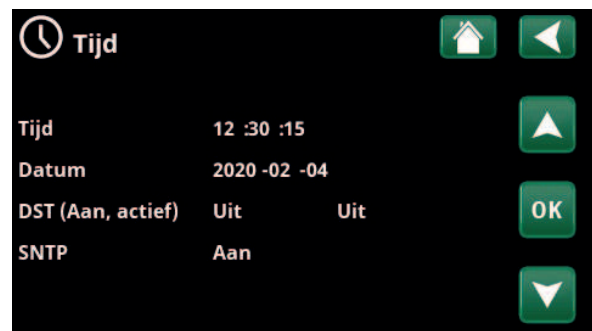 Tijd
Tijd 12 :30 :15
Datum 2020 -02 -04
DST (Aan, actief) Uit Uit
OK
SNTP Aan